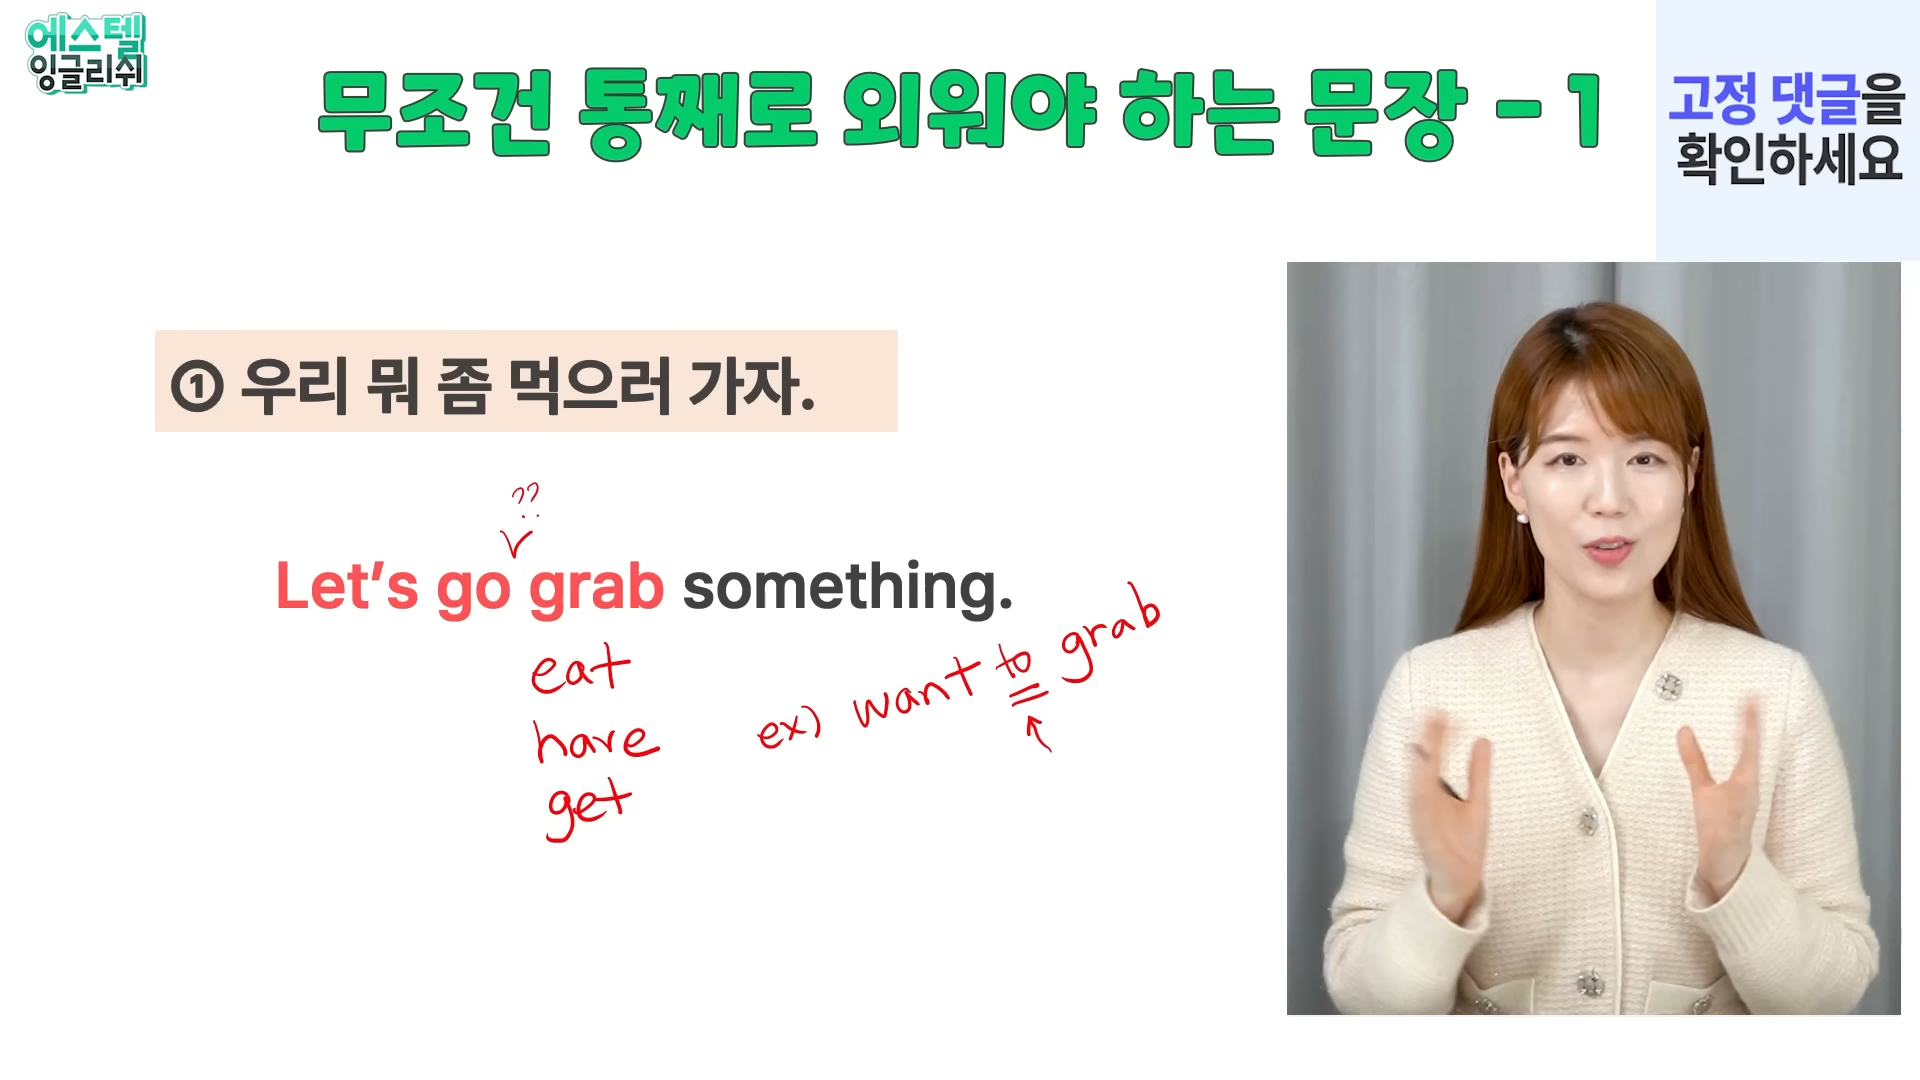 에스텔
잉글리쉬
무조건 통째로 외워야 하는 문장 - 1
고정 댓글을
확인하세요
① 우리 뭐 좀 먹으러 가자.
??
Let's go grab something.
eat
have
get
ex) want to grab